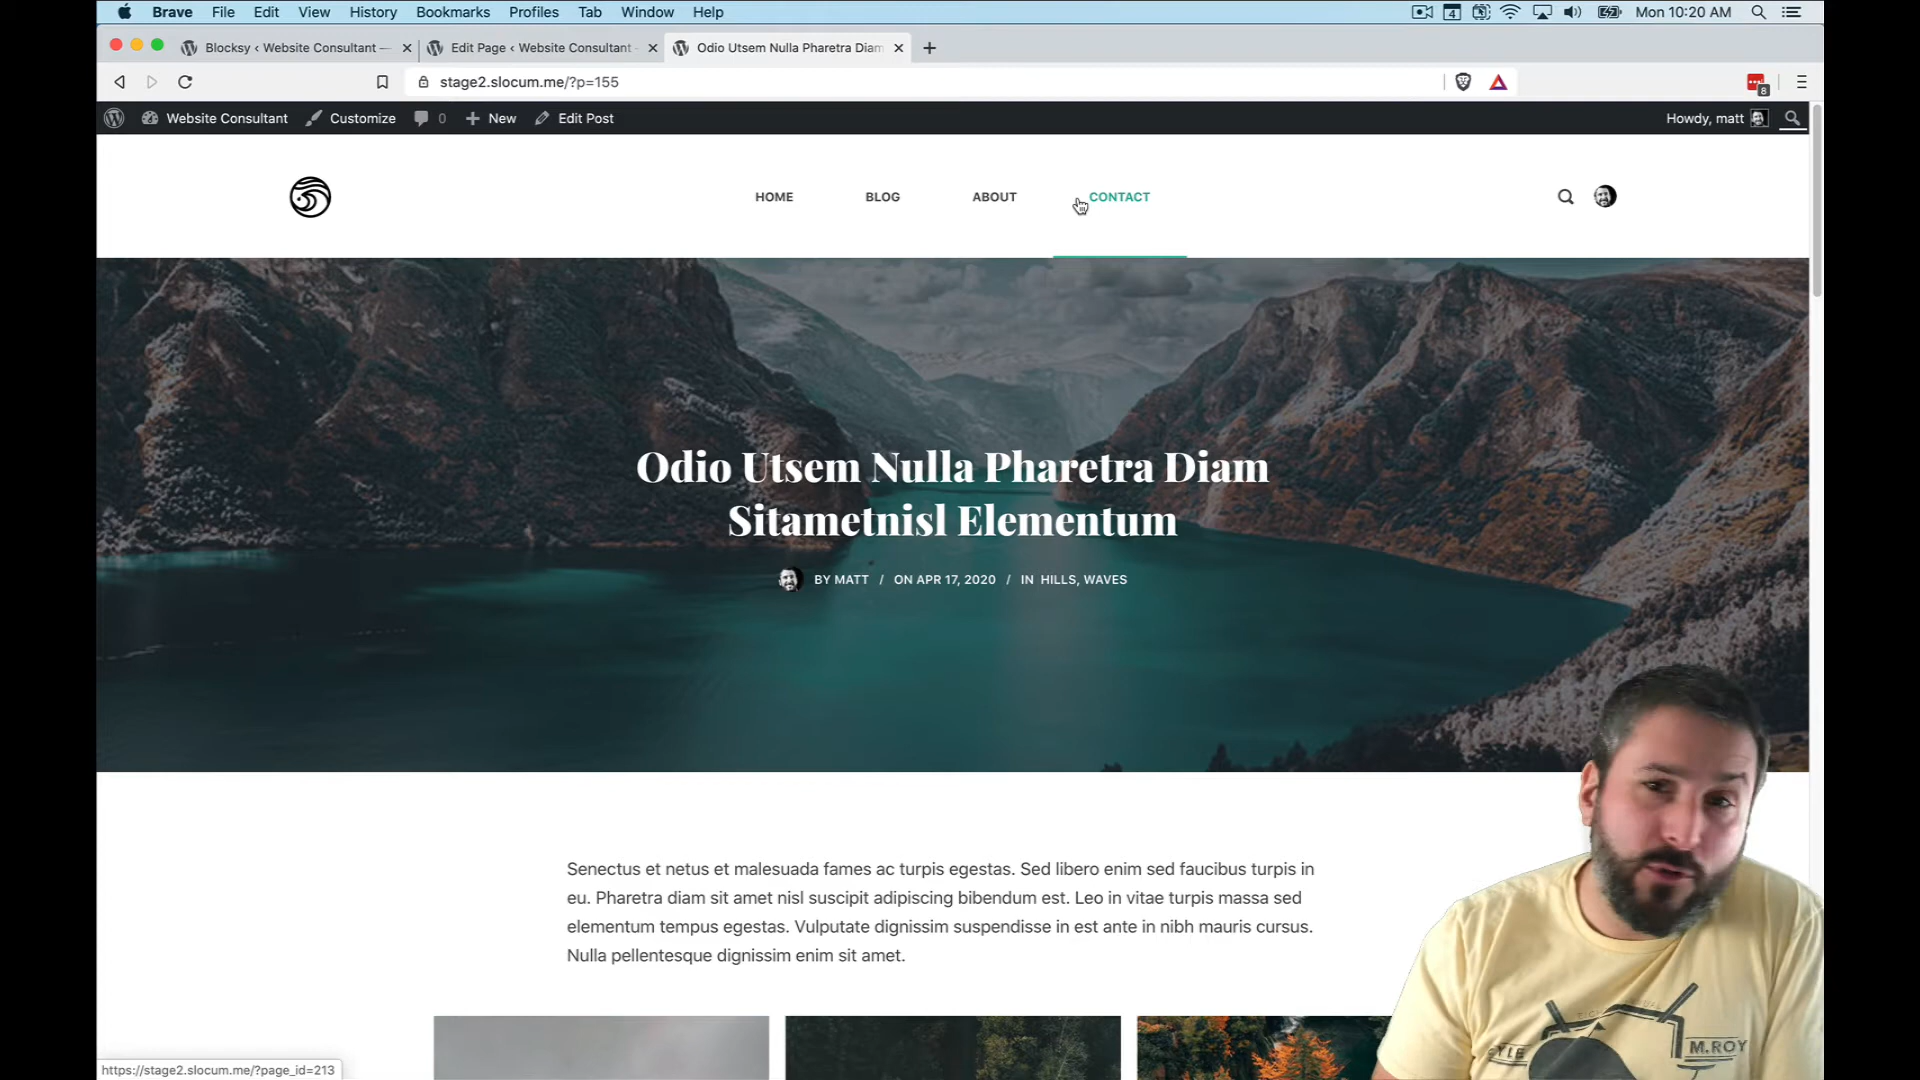 Brave File Edit View History Bookmarks Profiles Tab Window Help 4 Mon 10:20 AM
Blocksy ‹ Website Consultant — Edit Page ‹ Website Consultant Odio Utsem Nulla Pharetra Diam
stage2.slocum.me/?p=155 8
Website Consultant Customize 0 New Edit Post Howdy, matt
HOME BLOG ABOUT CONTACT
Odio Utsem Nulla Pharetra Diam
Sitametnisl Elementum
BY MATT / ON APR 17, 2020 / IN HILLS, WAVES
Senectus et netus et malesuada fames ac turpis egestas. Sed libero enim sed faucibus turpis in
eu. Pharetra diam sit amet nisl suscipit adipiscing bibendum est. Leo in vitae turpis massa sed
elementum tempus egestas. Vulputate dignissim suspendisse in est ante in nibh mauris cursus.
Nulla pellentesque dignissim enim sit amet.
M.ROY
https://stage2.slocum.me/?page_id=213